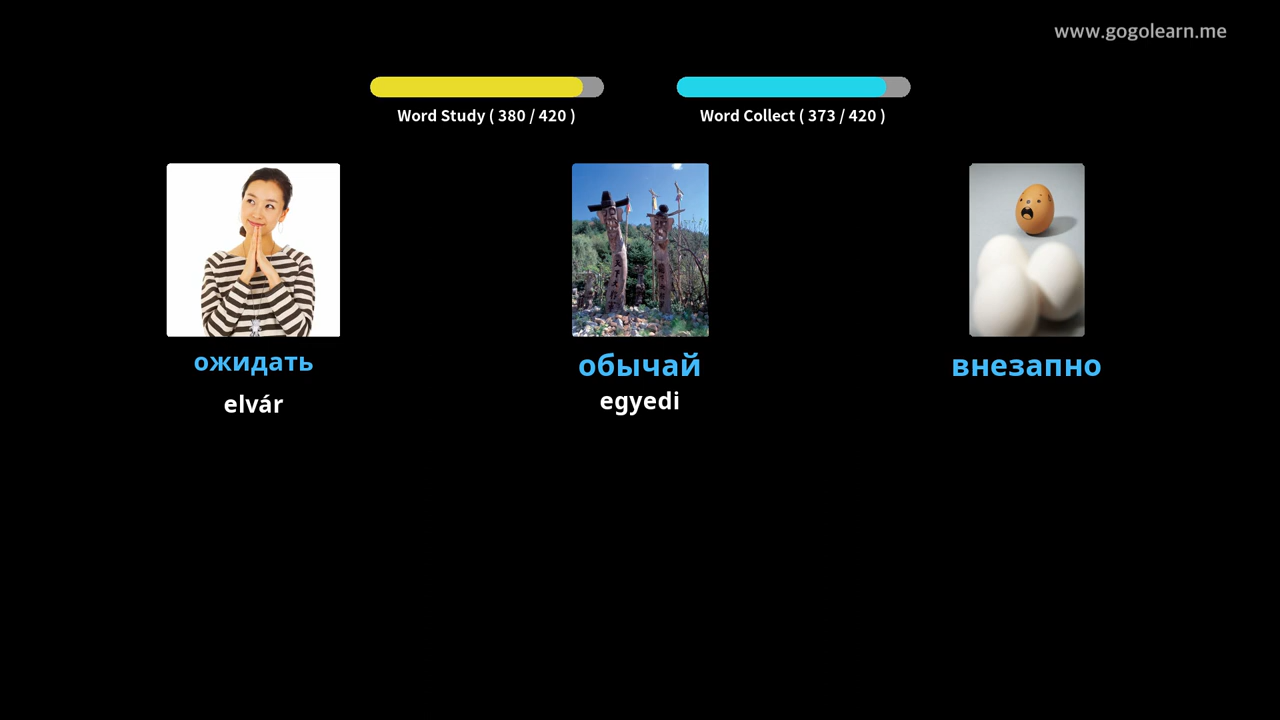 www.gogolearn.me
Word Study ( 380 / 420 )
Word Collect ( 373 / 420 )
ожидать
elvár
обычай
egyedi
внезапно